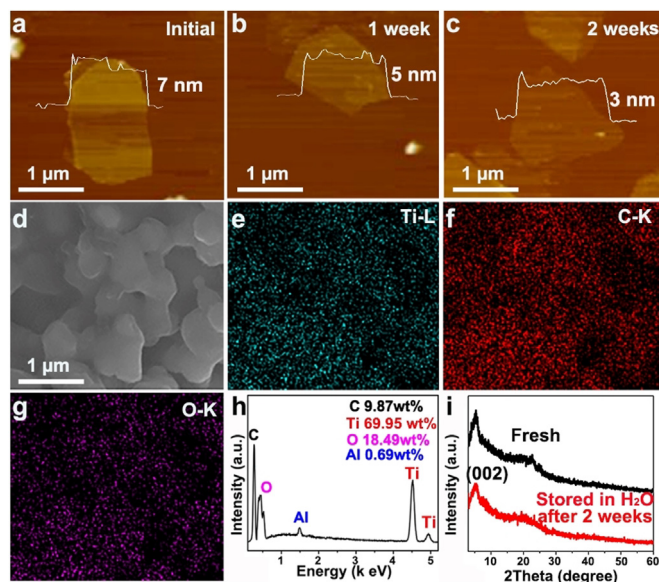 a Initial
7 nm
1 µm
b 1 week
5 nm
1 µm
c 2 weeks
3 nm
1 µm
d
1 µm
e Ti-L
f C-K
g O-K
h
C 9.87wt%
Ti 69.95 wt%
O 18.49wt%
Al 0.69wt%
C
O
Al
Ti
Ti
Intensity (a.u.)
0 1 2 3 4 5
Energy (k eV)
i
Fresh
(002)
Stored in H₂O
after 2 weeks
Intensity (a.u.)
10 20 30 40 50 60
2Theta (degree)